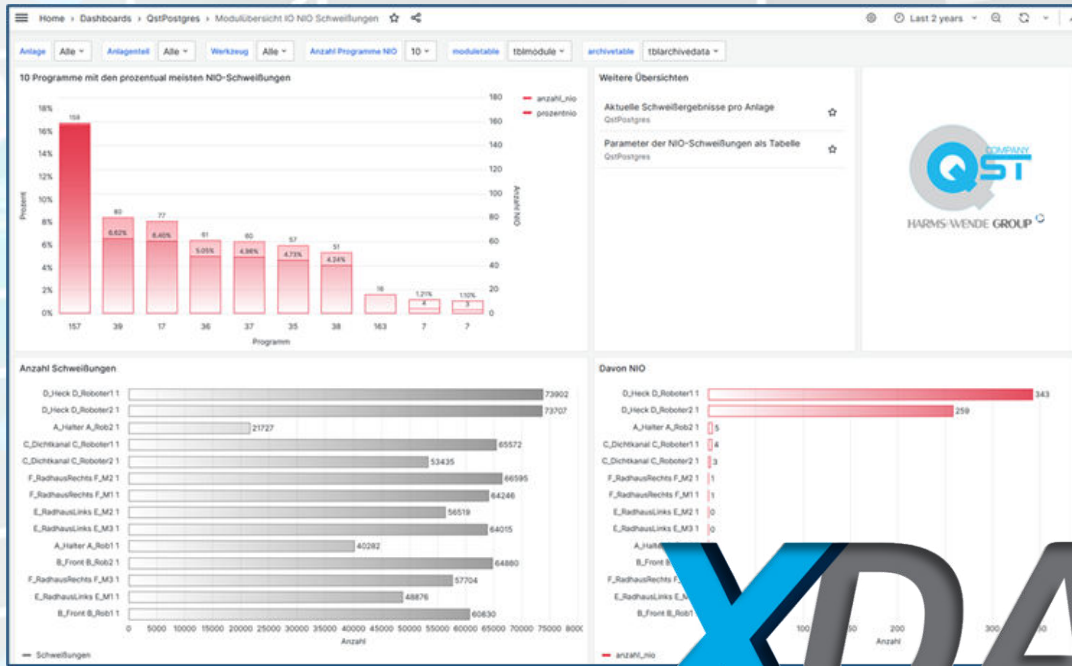 Home › Dashboards › QstPostgres › Modulübersicht IO NIO Schweißungen
Last 2 years
Anlage Alle Anlagenteil Alle Werkzeug Alle Anzahl Programme NIO 10 moduletable tblmodule archivetable tblarchivedata
10 Programme mit den prozentual meisten NIO-Schweißungen
anzahl_nio
prozentnio
18%
16%
14%
12%
10%
8%
6%
4%
2%
0%
Prozent
180
160
140
120
100
80
60
40
20
0
Anzahl NIO
158
80
6.62%
77
6.40%
61
5.05%
60
4.98%
57
4.73%
51
4.24%
16
1.21%
4
1.10%
3
157 39 17 36 37 35 38 163 7 7
Programm
Weitere Übersichten
Aktuelle Schweißergebnisse pro Anlage
QstPostgres
Parameter der NIO-Schweißungen als Tabelle
QstPostgres
COMPANY
QST
HARMS+WENDE GROUP
Anzahl Schweißungen
D_Heck D_Roboter1 1 73902
D_Heck D_Roboter2 1 73707
A_Halter A_Rob2 1 21727
C_Dichtkanal C_Roboter1 1 65572
C_Dichtkanal C_Roboter2 1 53435
F_RadhausRechts F_M2 1 66595
F_RadhausRechts F_M1 1 64246
E_RadhausLinks E_M2 1 56519
E_RadhausLinks E_M3 1 64015
A_Halter A_Rob1 1 40282
B_Front B_Rob2 1 64880
F_RadhausRechts F_M3 1 57704
E_RadhausLinks E_M1 1 48876
B_Front B_Rob1 1 60630
0 5000 10000 15000 20000 25000 30000 35000 40000 45000 50000 55000 60000 65000 70000 75000 8000
Anzahl
Schweißungen
Davon NIO
D_Heck D_Roboter1 1 343
D_Heck D_Roboter2 1 259
A_Halter A_Rob2 1 5
C_Dichtkanal C_Roboter1 1 4
C_Dichtkanal C_Roboter2 1 3
F_RadhausRechts F_M2 1 1
F_RadhausRechts F_M1 1 1
E_RadhausLinks E_M2 1 0
E_RadhausLinks E_M3 1 0
100 200
Anzahl
anzahl_nio
XDA